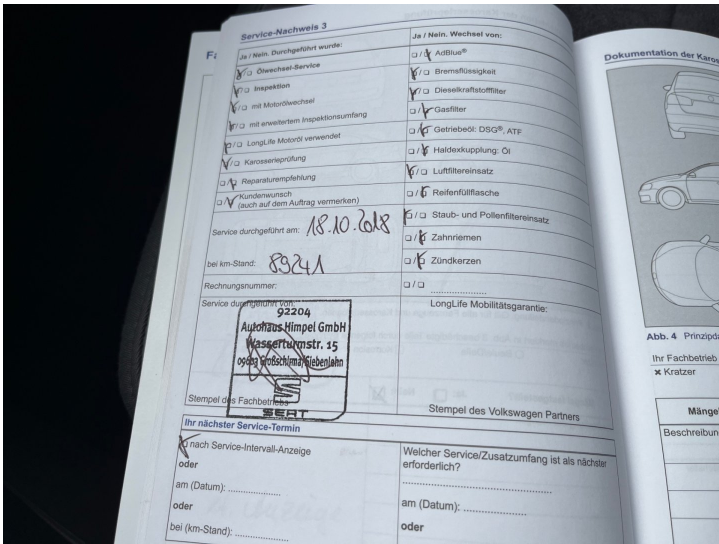 Service-Nachweis 3
Ja / Nein. Durchgeführt wurde:
Ölwechsel-Service
Inspektion
mit Motorölwechsel
mit erweitertem Inspektionsumfang
LongLife Motoröl verwendet
Karosserieprüfung
Reparaturempfehlung
Kundenwunsch
(auch auf dem Auftrag vermerken)
Service durchgeführt am: 18.10.2018
bei km-Stand: 89241
Rechnungsnummer:
Service durchgeführt von:
92204
Autohaus Himpel GmbH
Wasserturmstr. 15
09603 Großschirma/Siebenlehn
SEAT
Stempel des Fachbetriebs
Ja / Nein. Wechsel von:
AdBlue®
Bremsflüssigkeit
Dieselkraftstofffilter
Gasfilter
Getriebeöl: DSG®, ATF
Haldexkupplung: Öl
Luftfiltereinsatz
Reifenfüllflasche
Staub- und Pollenfiltereinsatz
Zahnriemen
Zündkerzen
LongLife Mobilitätsgarantie:
Stempel des Volkswagen Partners
Ihr nächster Service-Termin
nach Service-Intervall-Anzeige
oder
am (Datum):
oder
bei (km-Stand):
Welcher Service/Zusatzumfang ist als nächster
erforderlich?
am (Datum):
oder
Dokumentation der Karos
Abb. 4 Prinzipda
Ihr Fachbetrieb
x Kratzer
Mänge
Beschreibun